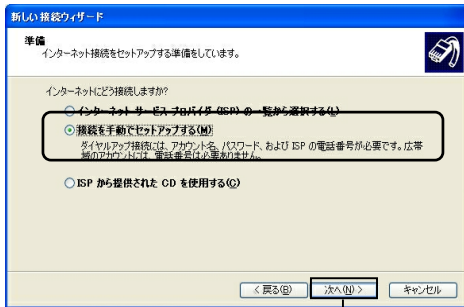 新しい接続ウィザード
準備
インターネット接続をセットアップする準備をしています。
インターネットにどう接続しますか?
インターネット サービス プロバイダ (ISP) の一覧から選択する(L)
接続を手動でセットアップする(M)
ダイヤルアップ接続には、アカウント名、パスワード、および ISP の電話番号が必要です。広帯
域のアカウントには、電話番号は必要ありません。
ISP から提供された CD を使用する(C)
< 戻る(B)
次へ(N) >
キャンセル